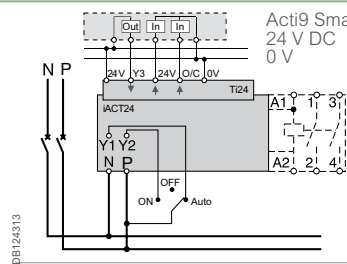 Acti9 Sma
24 V DC
0 V
Out In In
N P
24V Y3 24V O/C 0V
Ti24
iACT24
A1 1 3
Y1 Y2
N P
A2 2 4
OFF
ON Auto
DB124313